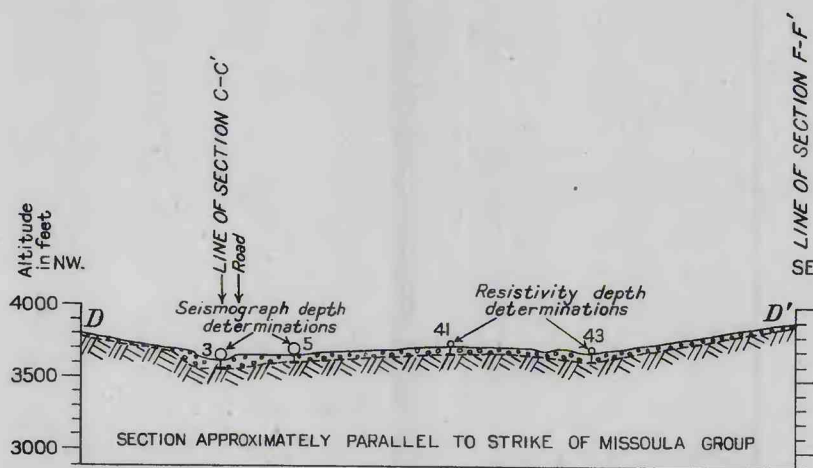 LINE OF SECTION C-C'
Road
LINE OF SECTION F-F'
Altitude
in feet
NW.
SE
4000
3500
3000
D
Seismograph depth
determinations
3
5
Resistivity depth
determinations
41
43
D'
SECTION APPROXIMATELY PARALLEL TO STRIKE OF MISSOULA GROUP